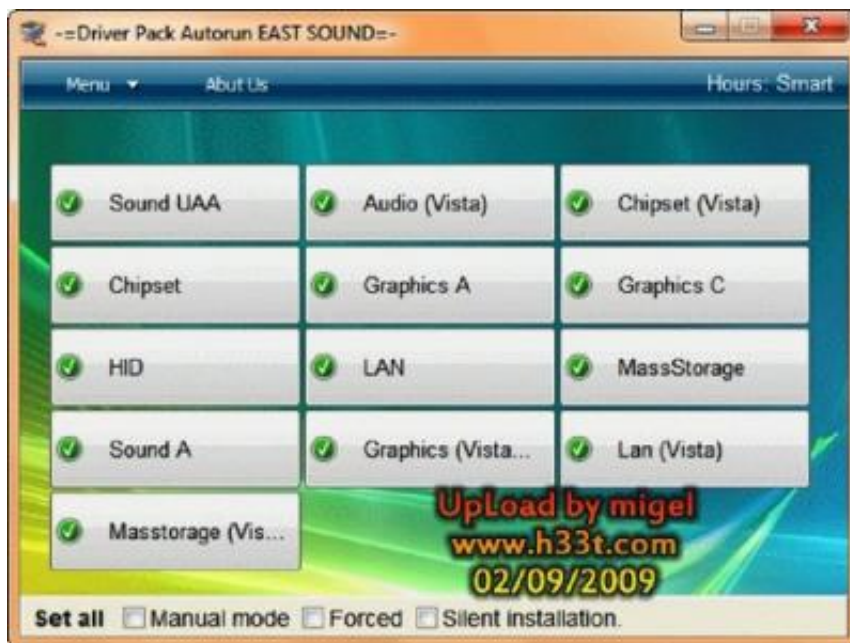 -=Driver Pack Autorun EAST SOUND=-
Menu Abut Us Hours: Smart
Sound UAA Audio (Vista) Chipset (Vista)
Chipset Graphics A Graphics C
HID LAN MassStorage
Sound A Graphics (Vista... Lan (Vista)
Masstorage (Vis...
UpLoad by migel
www.h33t.com
02/09/2009
Set all Manual mode Forced Silent installation.